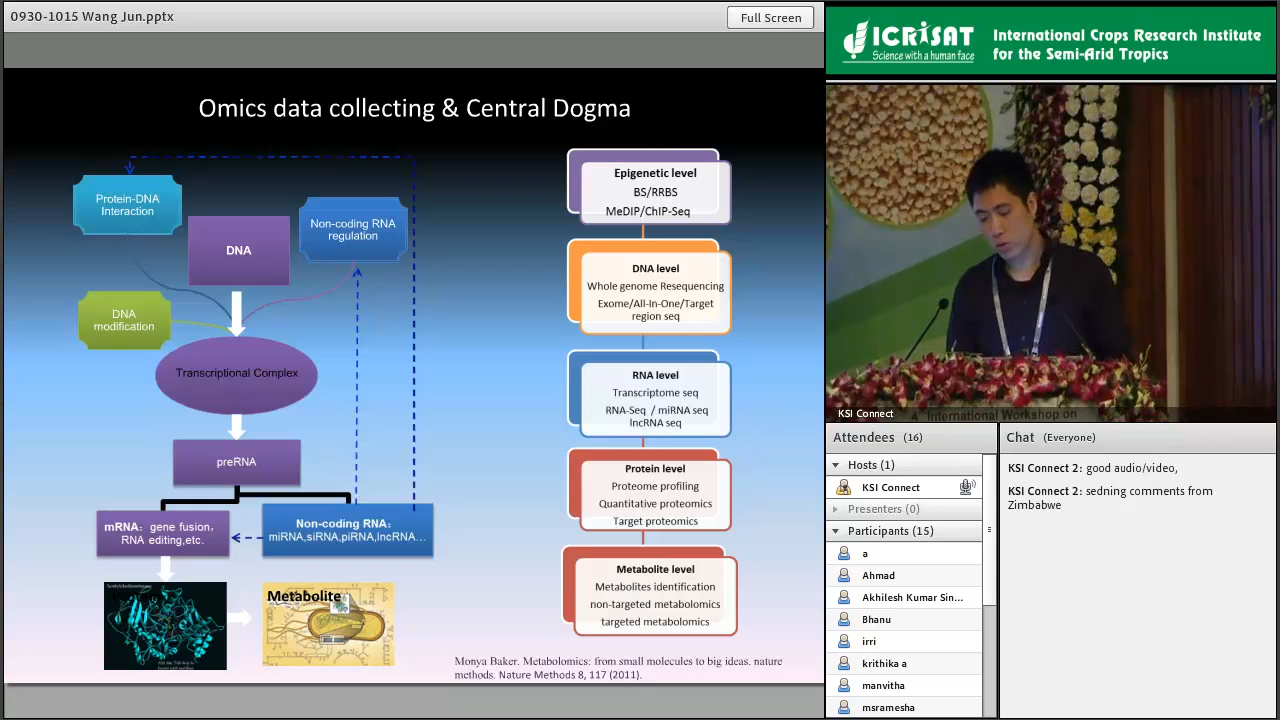 0930-1015 Wang Jun.pptx
Full Screen
Omics data collecting & Central Dogma
Protein-DNA
Interaction
DNA
Non-coding RNA
regulation
DNA
modification
Transcriptional Complex
preRNA
mRNA：gene fusion，
RNA editing,etc.
Non-coding RNA：
miRNA,siRNA,piRNA,lncRNA…
Metabolite
Epigenetic level
BS/RRBS
MeDIP/ChIP-Seq
DNA level
Whole genome Resequencing
Exome/All-In-One/Target
region seq
RNA level
Transcriptome seq
RNA-Seq / miRNA seq
lncRNA seq
Protein level
Proteome profiling
Quantitative proteomics
Target proteomics
Metabolite level
Metabolites identification
non-targeted metabolomics
targeted metabolomics
Monya Baker. Metabolomics: from small molecules to big ideas. nature
methods. Nature Methods 8, 117 (2011).
ICRISAT
Science with a human face
International Crops Research Institute
for the Semi-Arid Tropics
KSI Connect
International Workshop on
Attendees (16)
Hosts (1)
KSI Connect
Presenters (0)
Participants (15)
a
Ahmad
Akhilesh Kumar Sin...
Bhanu
irri
krithika a
manvitha
msramesha
Chat (Everyone)
KSI Connect 2: good audio/video,
KSI Connect 2: sedning comments from
Zimbabwe